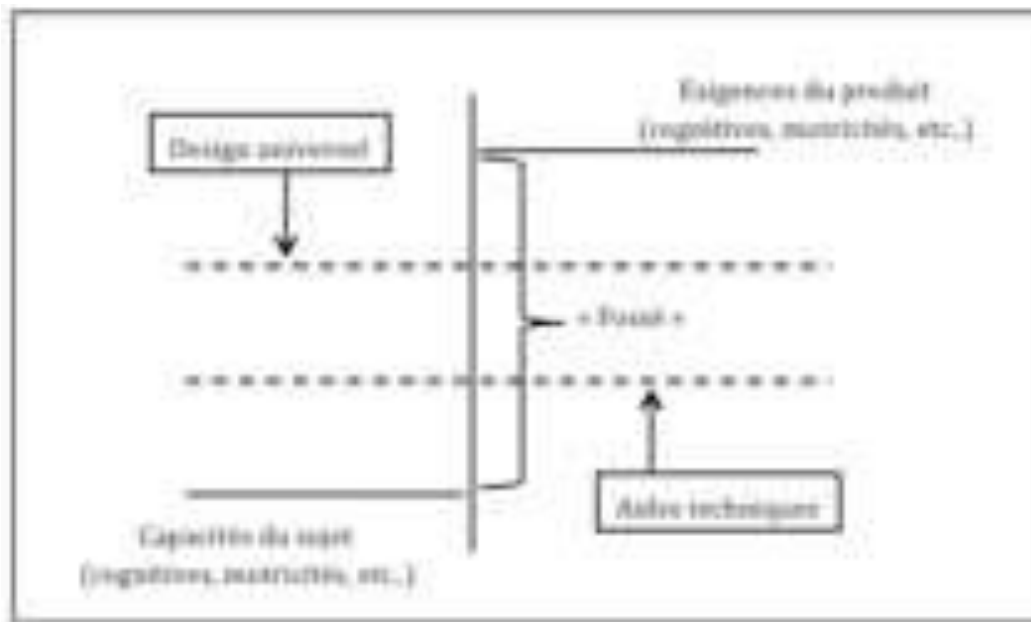 Exigences du produit
(cognitives, motricités, etc.)
Design universel
« Fossé »
Aides techniques
Capacités du sujet
(cognitives, motricités, etc.)